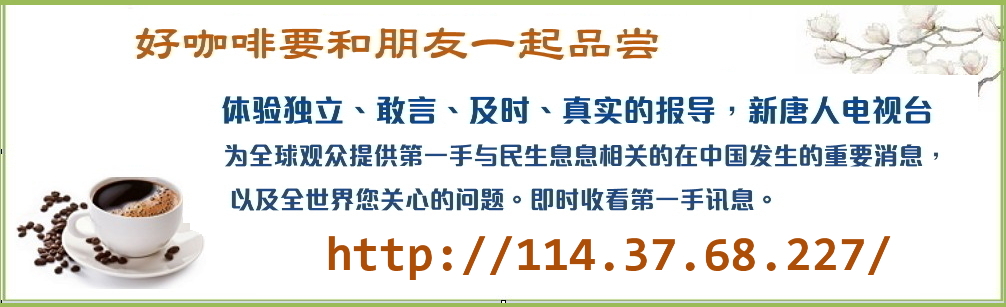 好咖啡要和朋友一起品尝
体验独立、敢言、及时、真实的报导，新唐人电视台
为全球观众提供第一手与民生息息相关的在中国发生的重要消息，
以及全世界您关心的问题。即时收看第一手讯息。
http://114.37.68.227/